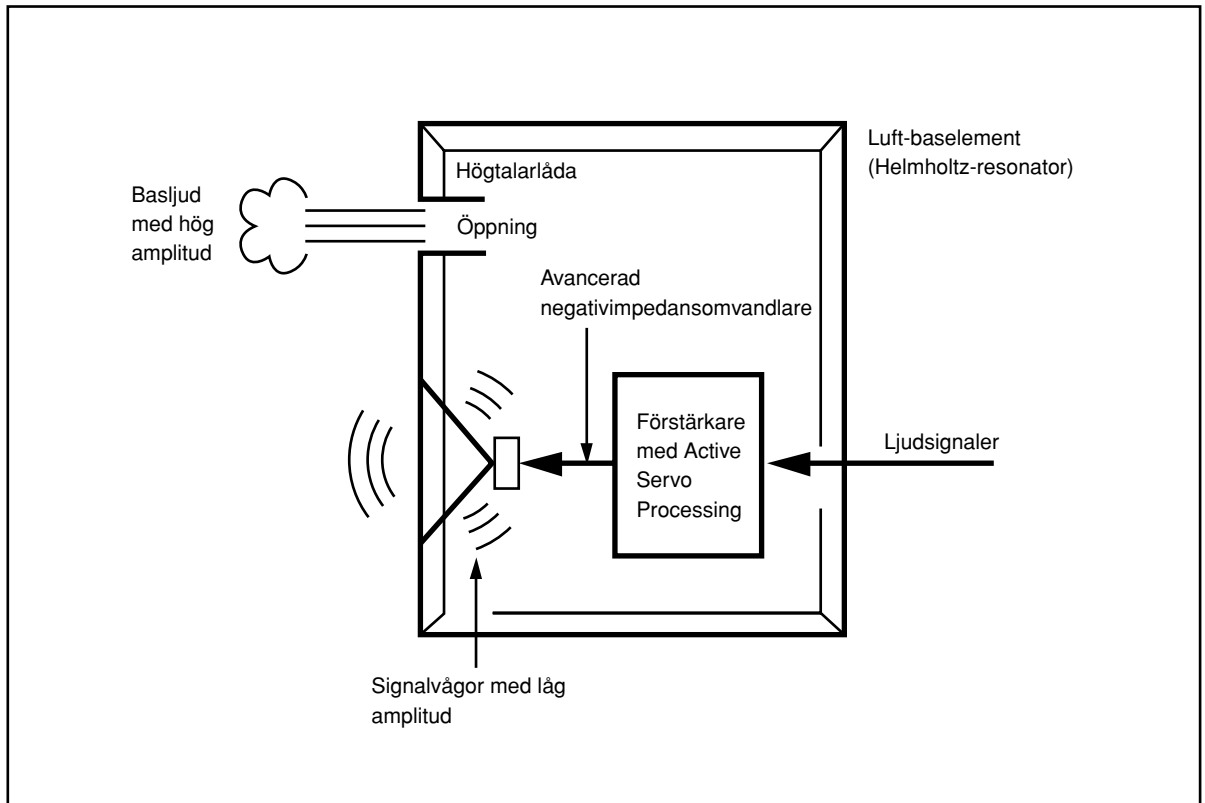 Luft-baselement
(Helmholtz-resonator)
Högtalarlåda
Basljud
med hög
amplitud
Öppning
Avancerad
negativimpedansomvandlare
Förstärkare
med Active
Servo
Processing
Ljudsignaler
Signalvågor med låg
amplitud